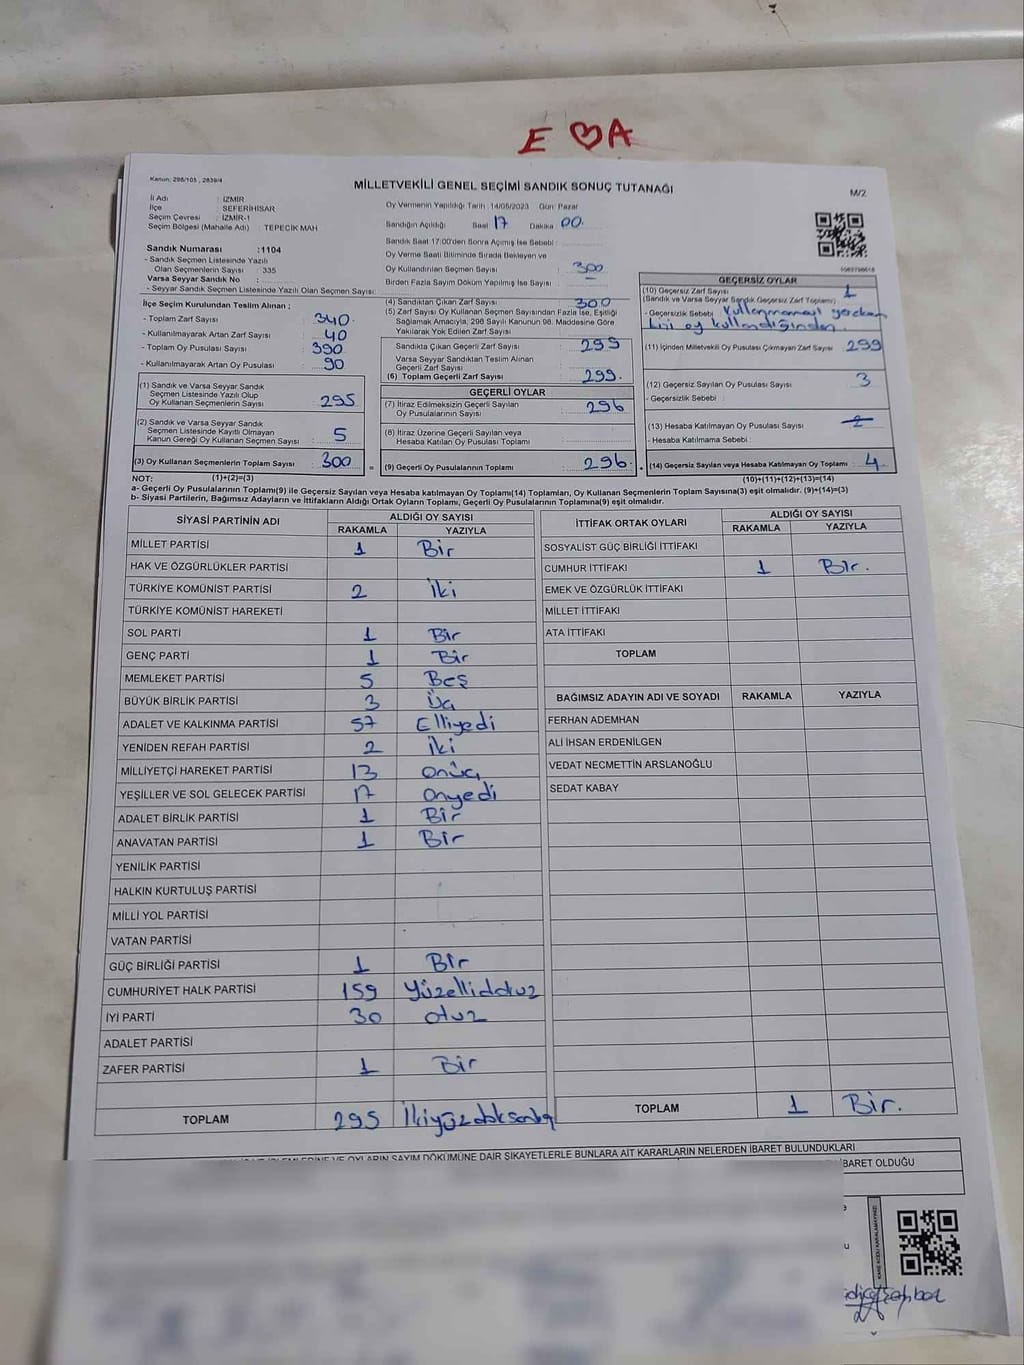 E ♡ A
Kanun: 298/105 , 2839/4
MİLLETVEKİLİ GENEL SEÇİMİ SANDIK SONUÇ TUTANAĞI
M/2
İl Adı : İZMİR
İlçe : SEFERİHİSAR
Seçim Çevresi : İZMİR-1
Seçim Bölgesi (Mahalle Adı) : TEPECİK MAH
Sandık Numarası :1104
- Sandık Seçmen Listesinde Yazılı
Olan Seçmenlerin Sayısı : 335
Varsa Seyyar Sandık No :
- Seyyar Seçmen Listesinde Yazılı Olan Seçmen Sayısı:
Oy Vermenin Yapıldığı Tarih : 14/05/2023 Gün: Pazar
Sandığın Açıldığı Saat 17 Dakika 00.
Sandık Saat 17:00'den Sonra Açılmış İse Sebebi :
Oy Verme Saati Bitiminde Sırada Bekleyen ve
Oy Kullandırılan Seçmen Sayısı : 300
Birden Fazla Sayım Döküm Yapılmış İse Sayısı :
İlçe Seçim Kurulundan Teslim Alınan ;
- Toplam Zarf Sayısı : 340.
- Kullanılmayarak Artan Zarf Sayısı : 40
- Toplam Oy Pusulası Sayısı : 390
- Kullanılmayarak Artan Oy Pusulası : 90
(1) Sandık ve Varsa Seyyar Sandık
Seçmen Listesinde Yazılı Olup
Oy Kullanan Seçmenlerin Sayısı : 295
(2) Sandık ve Varsa Seyyar Sandık
Seçmen Listesinde Kayıtlı Olmayan
Kanun Gereği Oy Kullanan Seçmen Sayısı : 5
(3) Oy Kullanan Seçmenlerin Toplam Sayısı : 300
(4) Sandıktan Çıkan Zarf Sayısı : 300
(5) Zarf Sayısı Oy Kullanan Seçmen Sayısından Fazla İse, Eşitliği
Sağlamak Amacıyla, 298 Sayılı Kanunun 98. Maddesine Göre
Yakılarak Yok Edilen Zarf Sayısı :
Sandıkta Çıkan Geçerli Zarf Sayısı : 299
Varsa Seyyar Sandıktan Teslim Alınan
Geçerli Zarf Sayısı :
(6) Toplam Geçerli Zarf Sayısı : 299.
GEÇERLİ OYLAR
(7) İtiraz Edilmeksizin Geçerli Sayılan
Oy Pusulalarının Sayısı : 296
(8) İtiraz Üzerine Geçerli Sayılan veya
Hesaba Katılan Oy Pusulası Toplamı :
(9) Geçerli Oy Pusulalarının Toplamı : 296.
GEÇERSİZ OYLAR
(10) Geçersiz Zarf Sayısı : 1
(Sandık ve Varsa Seyyar Sandık Geçersiz Zarf Toplamı)
- Geçersizlik Sebebi : Kullanmaması gereken
kişi oy kullandığından.
(11) İçinden Milletvekili Oy Pusulası Çıkmayan Zarf Sayısı : 299
(12) Geçersiz Sayılan Oy Pusulası Sayısı : 3
- Geçersizlik Sebebi :
(13) Hesaba Katılmayan Oy Pusulası Sayısı :
- Hesaba Katılmama Sebebi :
(14) Geçersiz Sayılan veya Hesaba Katılmayan Oy Toplamı : 4.
NOT: (1)+(2)=(3) (10)+(11)+(12)+(13)=(14)
a- Geçerli Oy Pusulalarının Toplamı(9) ile Geçersiz Sayılan veya Hesaba katılmayan Oy Toplamı(14) Toplamları, Oy Kullanan Seçmenlerin Toplam Sayısına(3) eşit olmalıdır. (9)+(14)=(3)
b- Siyasi Partilerin, Bağımsız Adayların ve İttifakların Aldığı Ortak Oyların Toplamı, Geçerli Oy Pusulalarının Toplamına(9) eşit olmalıdır.
SİYASİ PARTİNİN ADI ALDIĞI OY SAYISI
RAKAMLA YAZIYLA
MİLLET PARTİSİ 1 Bir
HAK VE ÖZGÜRLÜKLER PARTİSİ
TÜRKİYE KOMÜNİST PARTİSİ 2 İki
TÜRKİYE KOMÜNİST HAREKETİ
SOL PARTİ 1 Bir
GENÇ PARTİ 1 Bir
MEMLEKET PARTİSİ 5 Beş
BÜYÜK BİRLİK PARTİSİ 3 Üç
ADALET VE KALKINMA PARTİSİ 57 Elliyedi
YENİDEN REFAH PARTİSİ 2 İki
MİLLİYETÇİ HAREKET PARTİSİ 13 onüç
YEŞİLLER VE SOL GELECEK PARTİSİ 17 onyedi
ADALET BİRLİK PARTİSİ 1 Bir
ANAVATAN PARTİSİ 1 Bir
YENİLİK PARTİSİ
HALKIN KURTULUŞ PARTİSİ
MİLLİ YOL PARTİSİ
VATAN PARTİSİ
GÜÇ BİRLİĞİ PARTİSİ 1 Bir
CUMHURİYET HALK PARTİSİ 159 Yüzellidokuz
İYİ PARTİ 30 otuz
ADALET PARTİSİ
ZAFER PARTİSİ 1 Bir
TOPLAM 295
İTTİFAK ORTAK OYLARI ALDIĞI OY SAYISI
RAKAMLA YAZIYLA
SOSYALİST GÜÇ BİRLİĞİ İTTİFAKI
CUMHUR İTTİFAKI 1 Bir.
EMEK VE ÖZGÜRLÜK İTTİFAKI
MİLLET İTTİFAKI
ATA İTTİFAKI
TOPLAM
BAĞIMSIZ ADAYIN ADI VE SOYADI RAKAMLA YAZIYLA
FERHAN ADEMHAN
ALİ İHSAN ERDENİLGEN
VEDAT NECMETTİN ARSLANOĞLU
SEDAT KABAY
TOPLAM 1 Bir.
OYLARIN SAYIM DÖKÜMÜNE DAİR ŞİKAYETLERLE BUNLARA AİT KARARLARIN NELERDEN İBARET BULUNDUKLARI
İBARET OLDUĞU